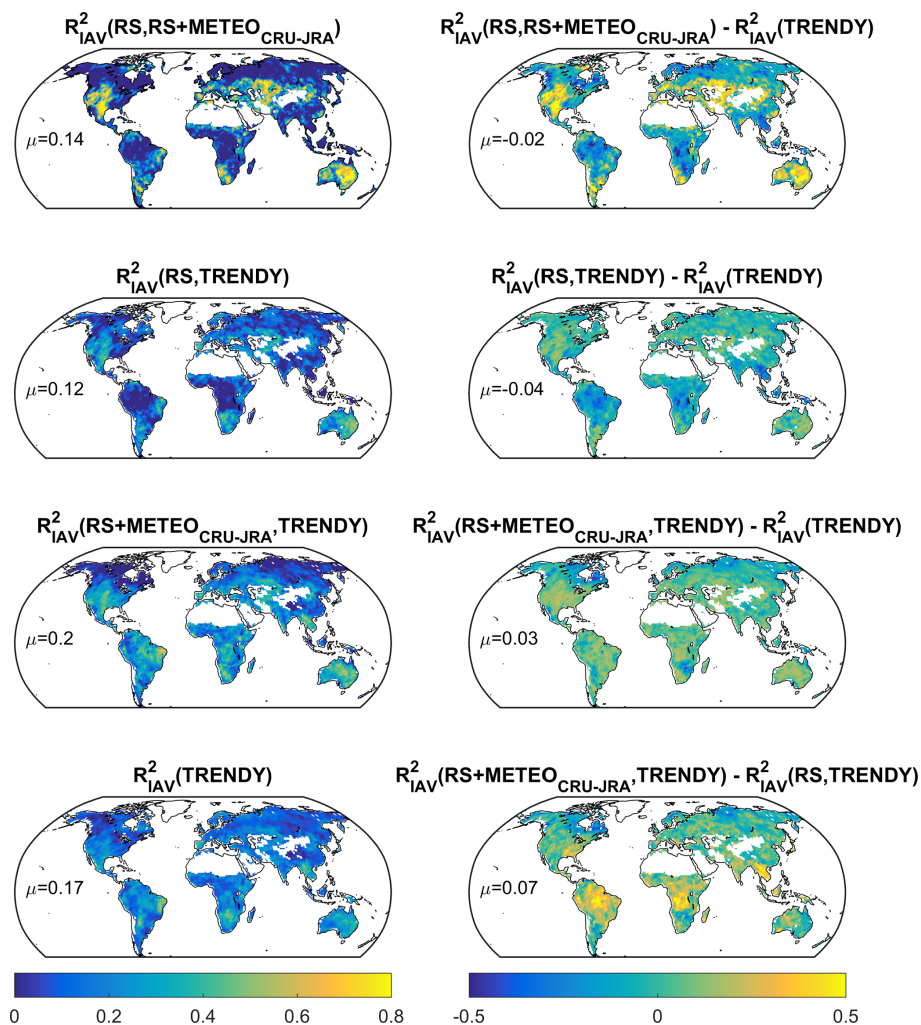 R²IAV(RS,RS+METEOCRU-JRA)
R²IAV(RS,RS+METEOCRU-JRA) - R²IAV(TRENDY)
μ=0.14
μ=-0.02
R²IAV(RS,TRENDY)
R²IAV(RS,TRENDY) - R²IAV(TRENDY)
μ=0.12
μ=-0.04
R²IAV(RS+METEOCRU-JRA,TRENDY)
R²IAV(RS+METEOCRU-JRA,TRENDY) - R²IAV(TRENDY)
μ=0.2
μ=0.03
R²IAV(TRENDY)
R²IAV(RS+METEOCRU-JRA,TRENDY) - R²IAV(RS,TRENDY)
μ=0.17
μ=0.07
0 0.2 0.4 0.6 0.8
-0.5 0 0.5